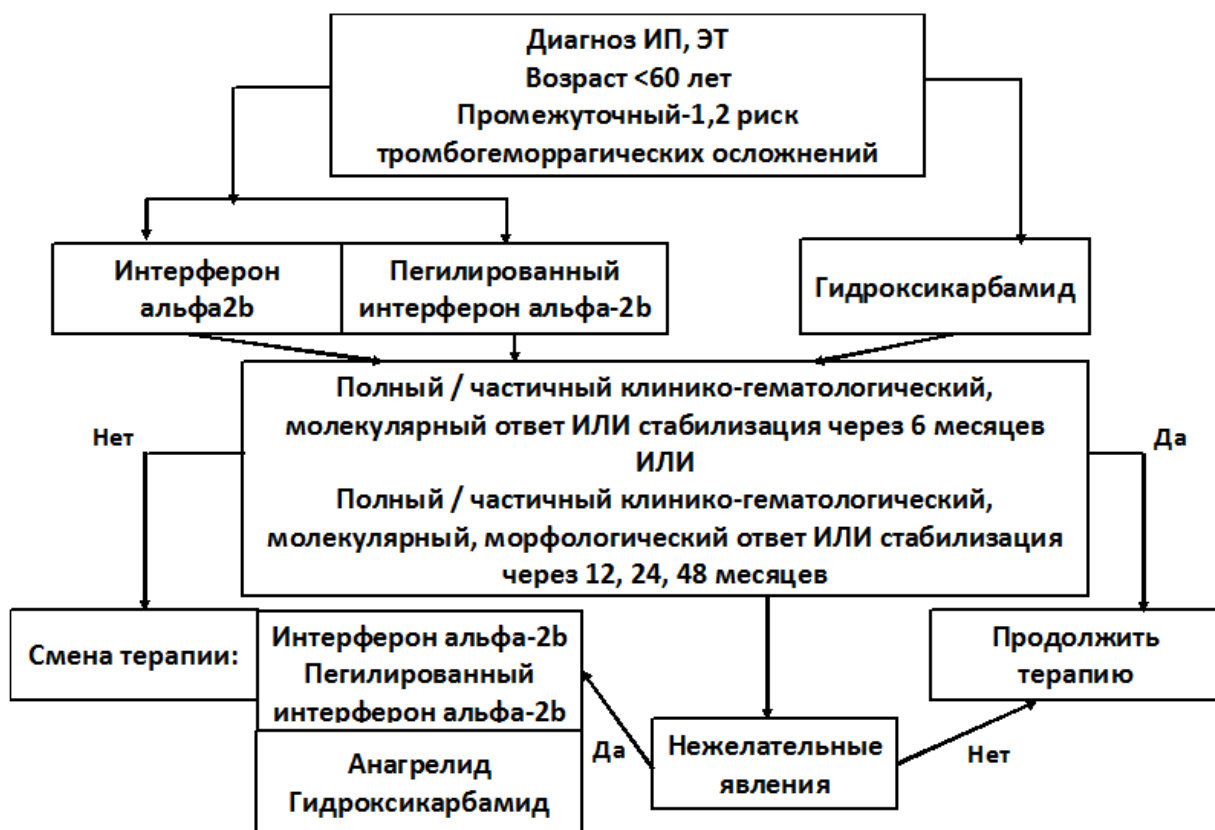 Диагноз ИП, ЭТ
Возраст <60 лет
Промежуточный-1,2 риск
тромбогеморрагических осложнений
Интерферон
альфа2b
Пегилированный
интерферон альфа-2b
Гидроксикарбамид
Полный / частичный клинико-гематологический,
молекулярный ответ ИЛИ стабилизация через 6 месяцев
ИЛИ
Полный / частичный клинико-гематологический,
молекулярный, морфологический ответ ИЛИ стабилизация
через 12, 24, 48 месяцев
Нет
Да
Смена терапии:
Интерферон альфа-2b
Пегилированный
интерферон альфа-2b
Анагрелид
Гидроксикарбамид
Да
Нежелательные
явления
Нет
Продолжить
терапию